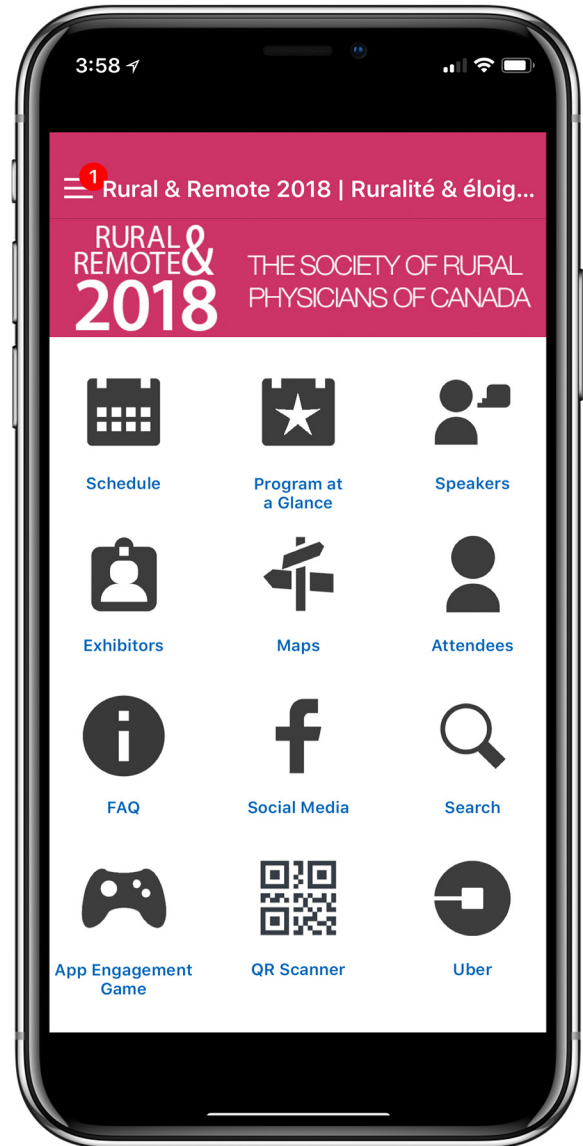 3:58
1
Rural & Remote 2018 | Ruralité & éloig...
RURAL &
REMOTE
2018
THE SOCIETY OF RURAL
PHYSICIANS OF CANADA
Schedule
Program at
a Glance
Speakers
Exhibitors
Maps
Attendees
FAQ
Social Media
Search
App Engagement
Game
QR Scanner
Uber